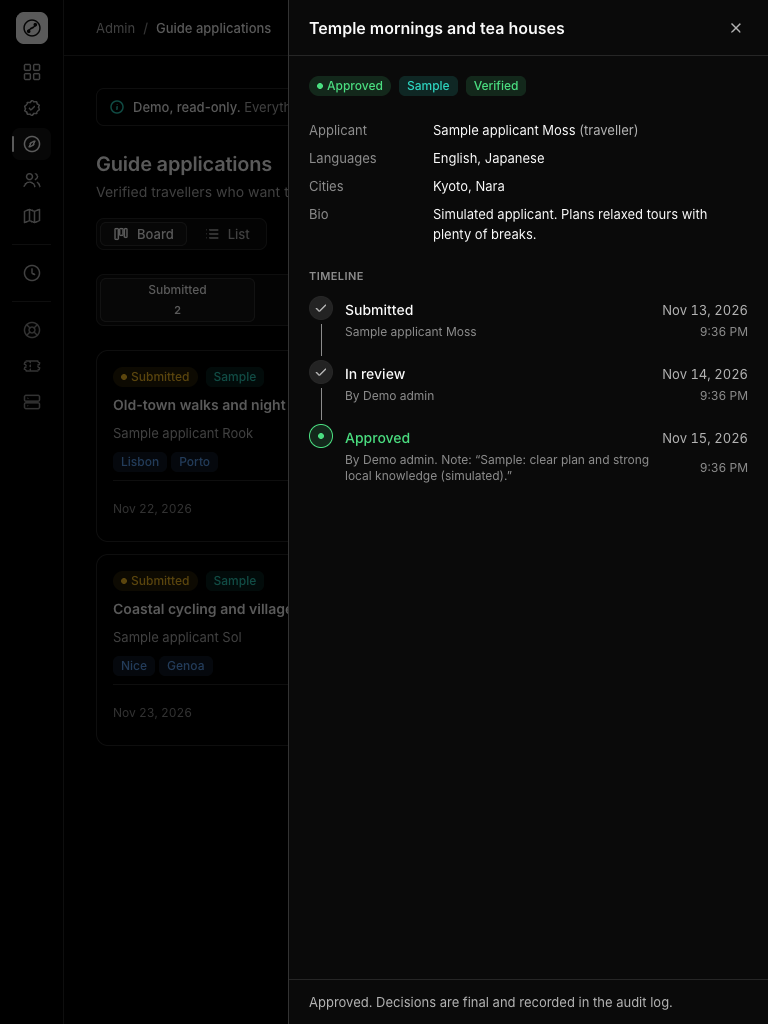 Admin / Guide applications
Demo, read-only.
Guide applications
Verified travellers who want
Board
List
Submitted
2
Submitted
Sample
Old-town walks and night
Sample applicant Rook
Lisbon
Porto
Nov 22, 2026
Submitted
Sample
Coastal cycling and
Sample applicant Sol
Nice
Genoa
Nov 23, 2026
Temple mornings and tea houses
Approved
Sample
Verified
Applicant
Sample applicant Moss (traveller)
Languages
English, Japanese
Cities
Kyoto, Nara
Bio
Simulated applicant. Plans relaxed tours with
plenty of breaks.
TIMELINE
Submitted
Nov 13, 2026
Sample applicant Moss
9:36 PM
In review
Nov 14, 2026
By Demo admin
9:36 PM
Approved
Nov 15, 2026
By Demo admin. Note: “Sample: clear plan and strong
local knowledge (simulated).”
9:36 PM
Approved. Decisions are final and recorded in the audit log.